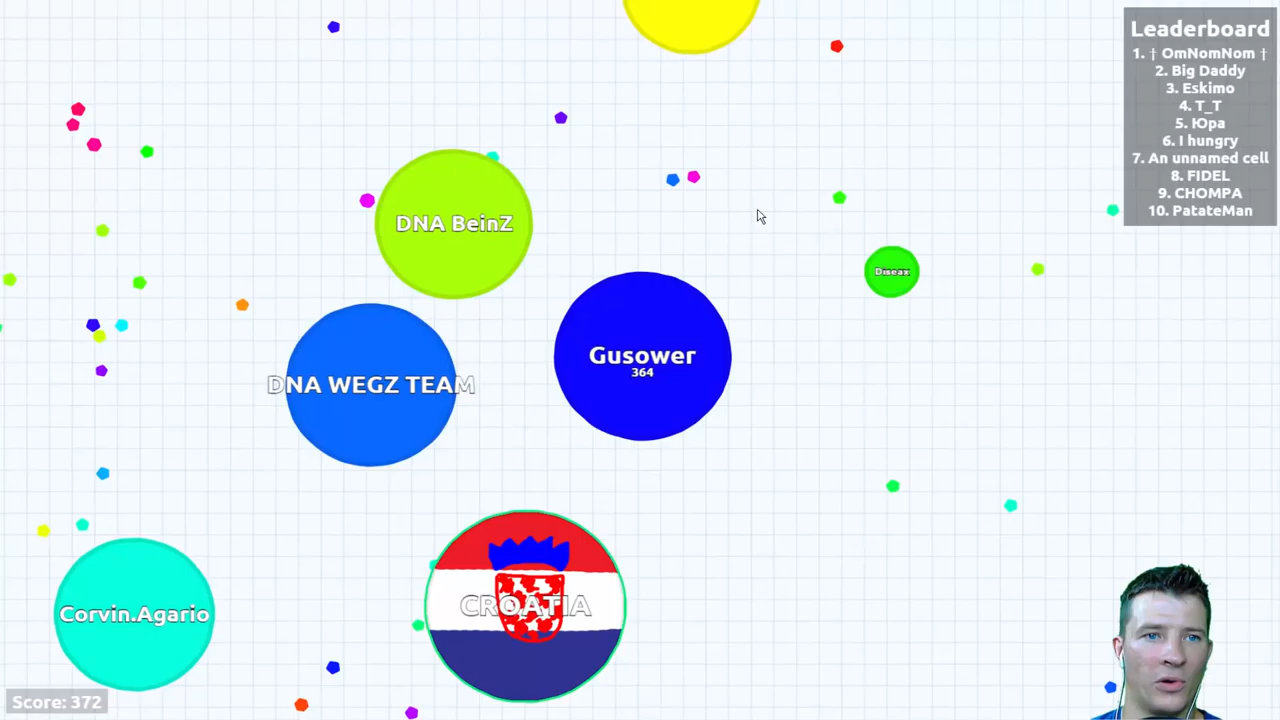 Leaderboard
1. † OmNomNom †
2. Big Daddy
3. Eskimo
4. T_T
5. Юра
6. I hungry
7. An unnamed cell
8. FIDEL
9. CHOMPA
10. PatateMan
DNA BeinZ
Diseax
Gusower
364
DNA WEGZ TEAM
CROATIA
Corvin.Agario
Score: 372